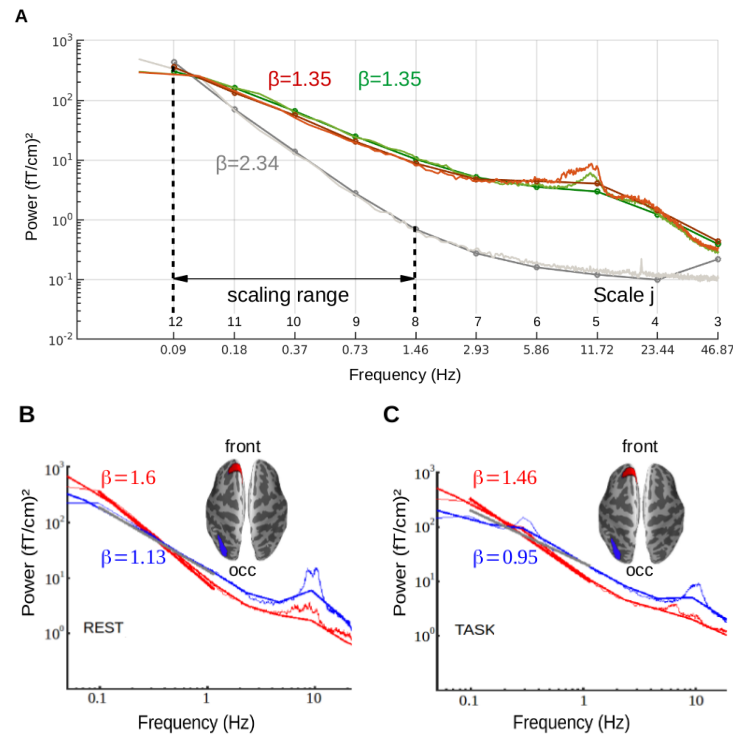 A
Power (fT/cm)²
10³
10²
10¹
10⁰
10⁻¹
10⁻²
β=1.35 β=1.35
β=2.34
scaling range
Scale j
12 11 10 9 8 7 6 5 4 3
0.09 0.18 0.37 0.73 1.46 2.93 5.86 11.72 23.44 46.87
Frequency (Hz)
B
Power (fT/cm)²
10³
10²
10¹
10⁰
front
β=1.6
β=1.13
occ
REST
0.1 1 10
Frequency (Hz)
C
Power (fT/cm)²
10³
10²
10¹
10⁰
front
β=1.46
β=0.95
occ
TASK
0.1 1 10
Frequency (Hz)